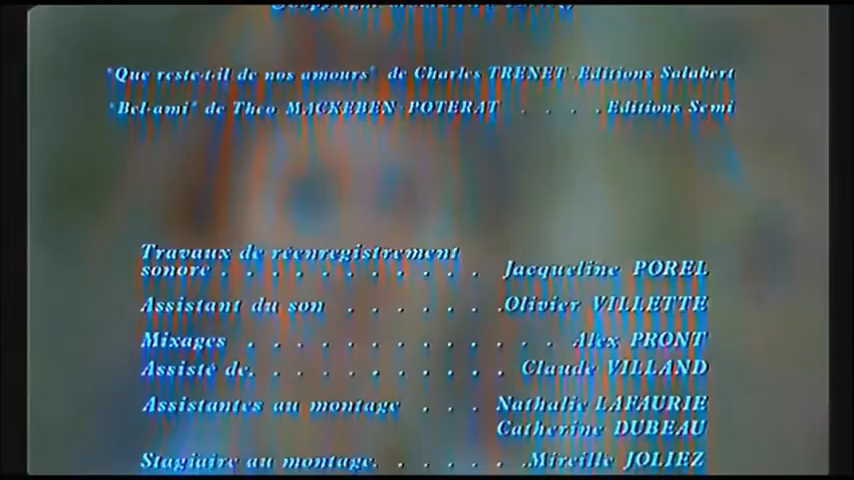 "Que reste-t-il de nos amours" de Charles TRENET .Editions Salabert
"Bel-ami" de Theo MACKEBEN-POTERAT . . . .Editions Semi
Travaux de réenregistrement
sonore . . . . . . . . . . Jacqueline POREL
Assistant du son . . . . . . .Olivier VILLETTE
Mixages . . . . . . . . . . . . . Alex PRONT
Assisté de. . . . . . . . . . . Claude VILLAND
Assistantes au montage . . . Nathalie LAFAURIE
Catherine DUBEAU
Stagiaire au montage. . . . . . .Mireille JOLIEZ